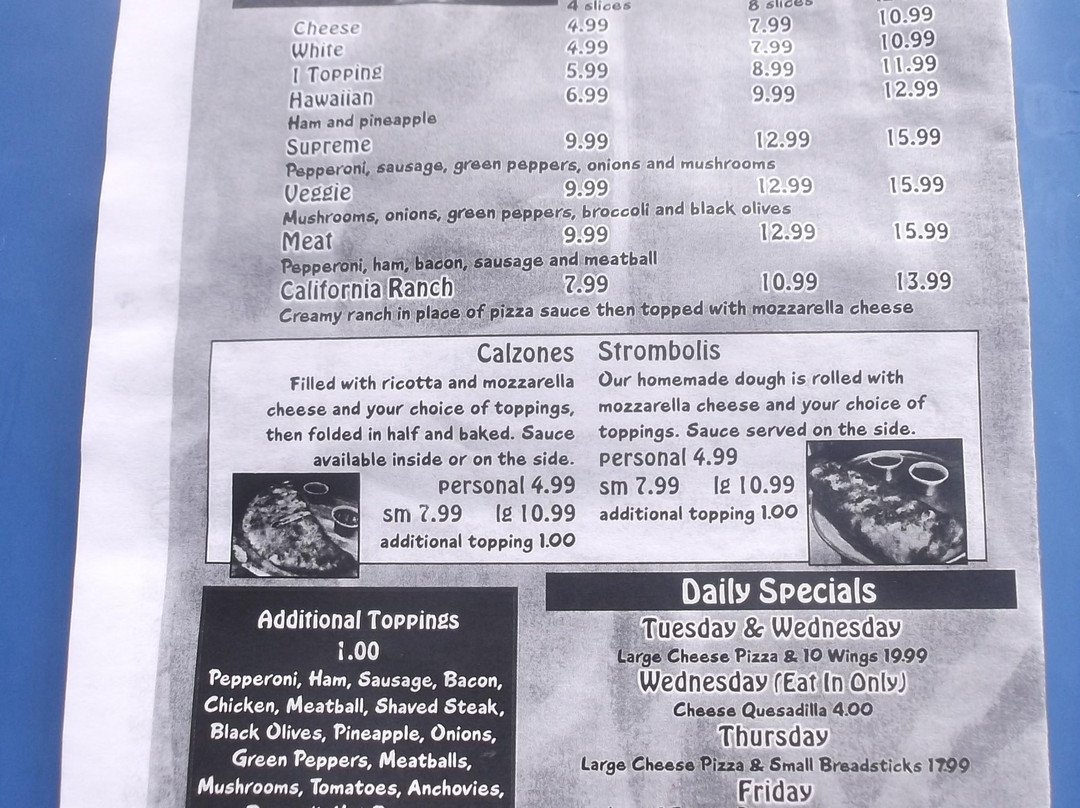 4 slices 8 slices
Cheese 4.99 7.99 10.99
White 4.99 7.99 10.99
1 Topping 5.99 8.99 11.99
Hawaiian 6.99 9.99 12.99
Ham and pineapple
Supreme 9.99 12.99 15.99
Pepperoni, sausage, green peppers, onions and mushrooms
Veggie 9.99 12.99 15.99
Mushrooms, onions, green peppers, broccoli and black olives
Meat 9.99 12.99 15.99
Pepperoni, ham, bacon, sausage and meatball
California Ranch 7.99 10.99 13.99
Creamy ranch in place of pizza sauce then topped with mozzarella cheese
Calzones
Filled with ricotta and mozzarella
cheese and your choice of toppings,
then folded in half and baked. Sauce
available inside or on the side.
personal 4.99
sm 7.99 lg 10.99
additional topping 1.00
Strombolis
Our homemade dough is rolled with
mozzarella cheese and your choice of
toppings. Sauce served on the side.
personal 4.99
sm 7.99 lg 10.99
additional topping 1.00
Additional Toppings
1.00
Pepperoni, Ham, Sausage, Bacon,
Chicken, Meatball, Shaved Steak,
Black Olives, Pineapple, Onions,
Green Peppers, Meatballs,
Mushrooms, Tomatoes, Anchovies,
Daily Specials
Tuesday & Wednesday
Large Cheese Pizza & 10 Wings 19.99
Wednesday (Eat In Only)
Cheese Quesadilla 4.00
Thursday
Large Cheese Pizza & Small Breadsticks 17.99
Friday